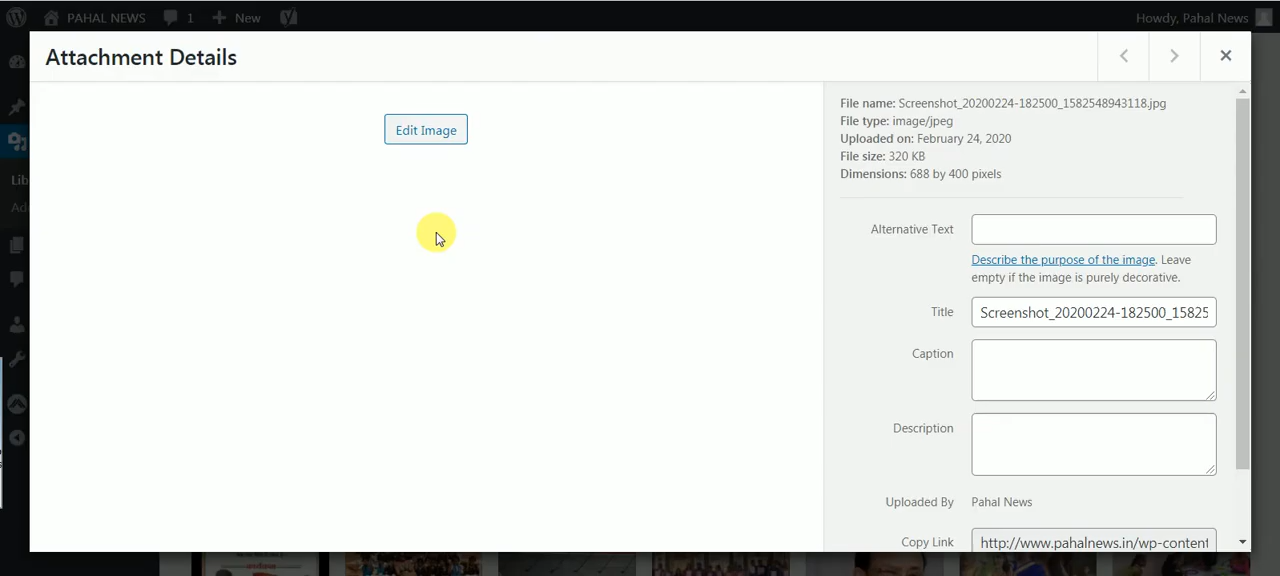 PAHAL NEWS 1 New Howdy, Pahal News
Attachment Details
Edit Image
File name: Screenshot_20200224-182500_1582548943118.jpg
File type: image/jpeg
Uploaded on: February 24, 2020
File size: 320 KB
Dimensions: 688 by 400 pixels
Alternative Text
Describe the purpose of the image. Leave
empty if the image is purely decorative.
Lib
Ad
Title Screenshot_20200224-182500_15825
Caption
Description
Uploaded By Pahal News
Copy Link http://www.pahalnews.in/wp-content